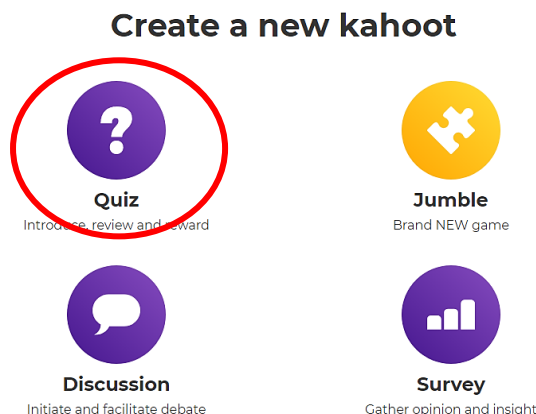 Create a new kahoot
Quiz
Introduce, review and reward
Jumble
Brand NEW game
Discussion
Initiate and facilitate debate
Survey
Gather opinion and insight